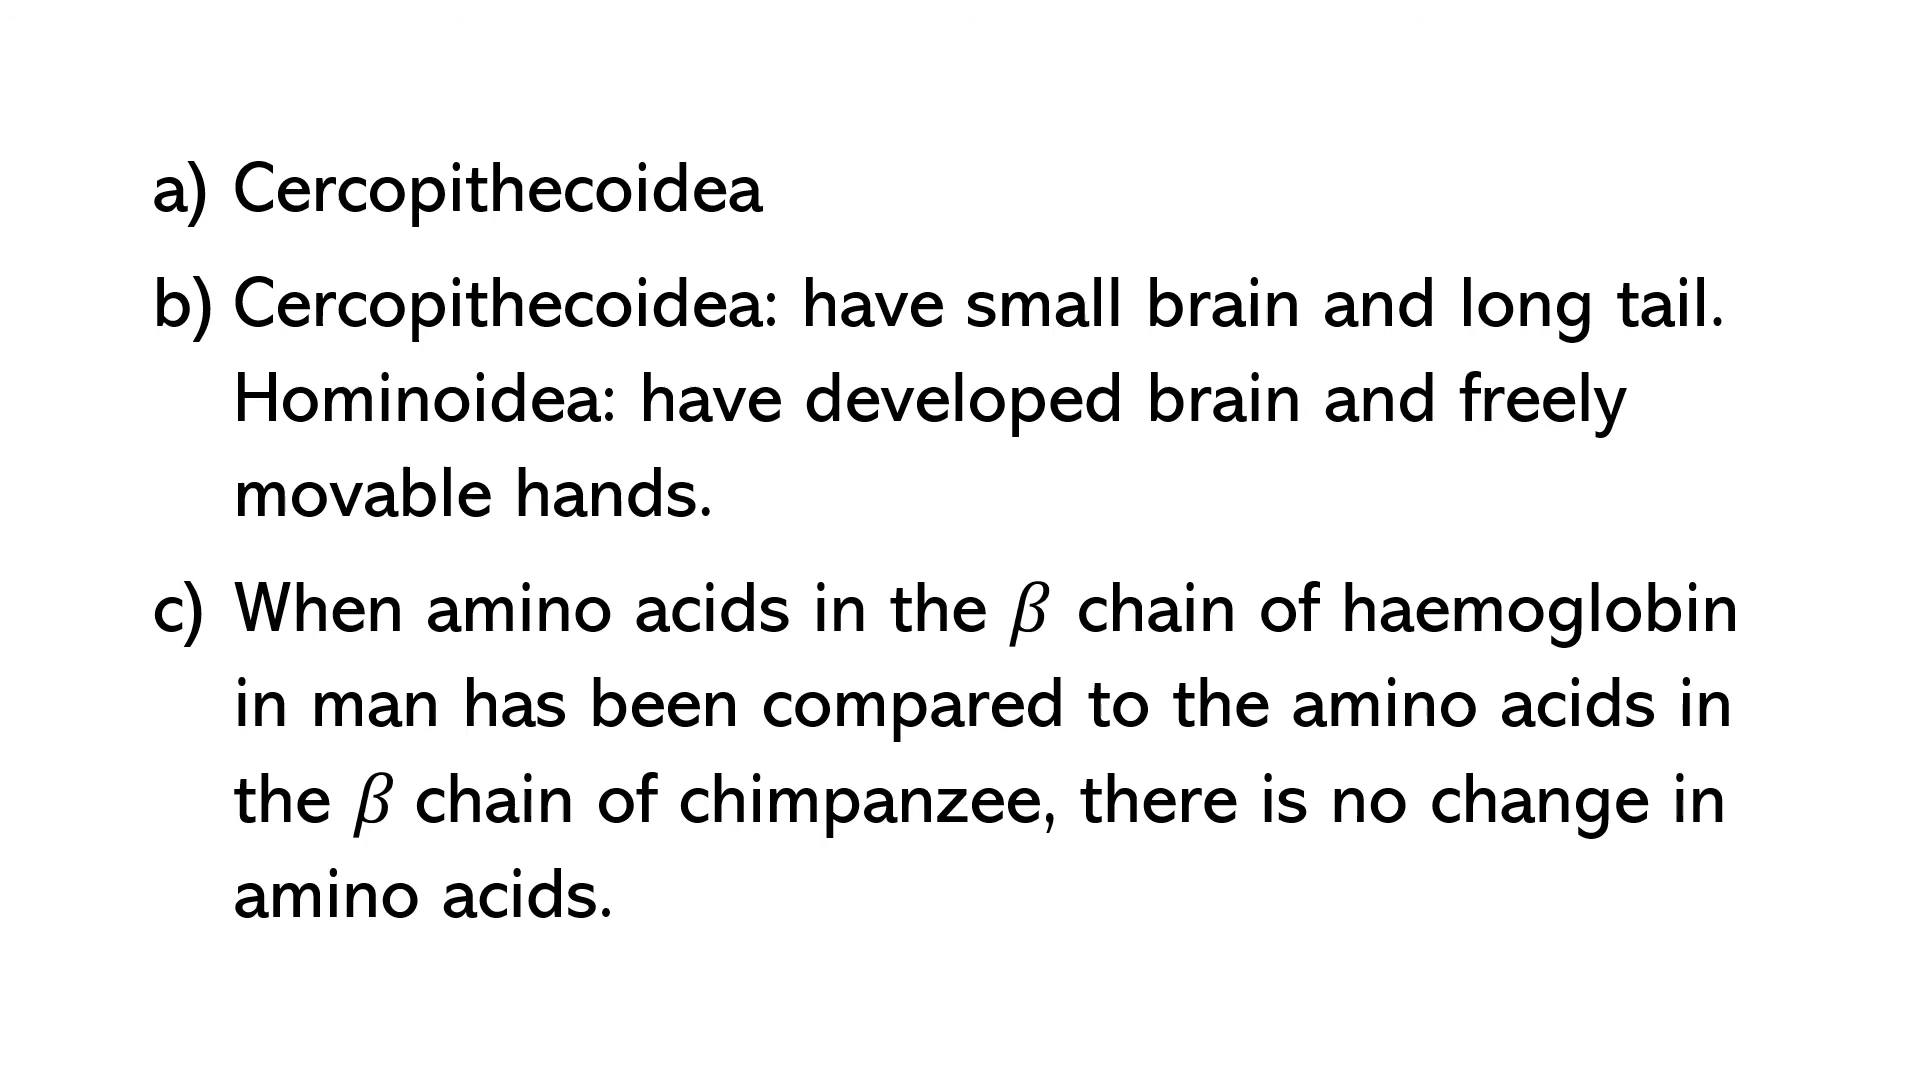 a) Cercopithecoidea
b) Cercopithecoidea: have small brain and long tail.
Hominoidea: have developed brain and freely
movable hands.
c) When amino acids in the β chain of haemoglobin
in man has been compared to the amino acids in
the β chain of chimpanzee, there is no change in
amino acids.